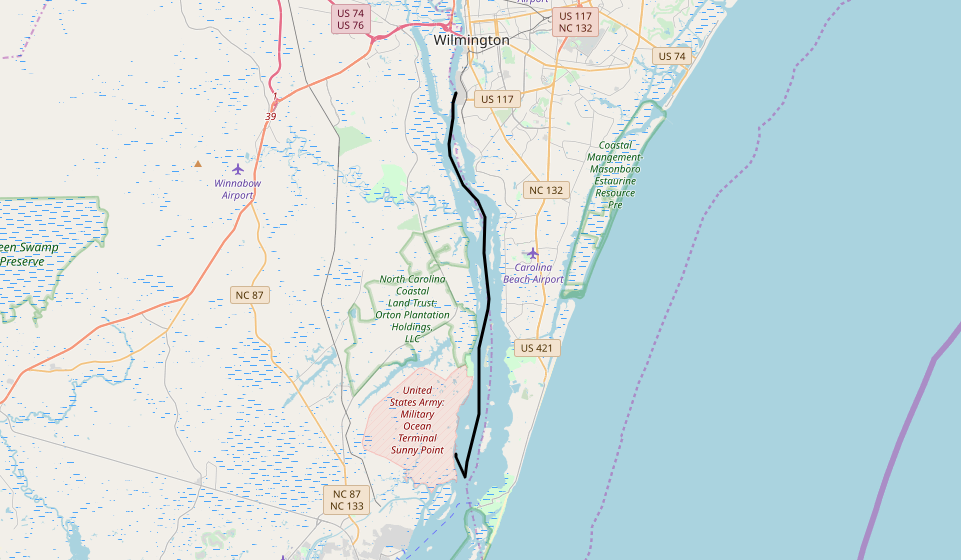 Airport
US 74
US 76
US 117
NC 132
Wilmington
US 74
US 117
39
Coastal
Mangement-
Masonboro
Estaurine
Resource
Pre
Winnabow
Airport
NC 132
een Swamp
Preserve
Carolina
Beach Airport
North Carolina
Coastal
Land Trust:
Orton Plantation
Holdings,
LLC
NC 87
US 421
United
States Army:
Military
Ocean
Terminal
Sunny Point
NC 87
NC 133